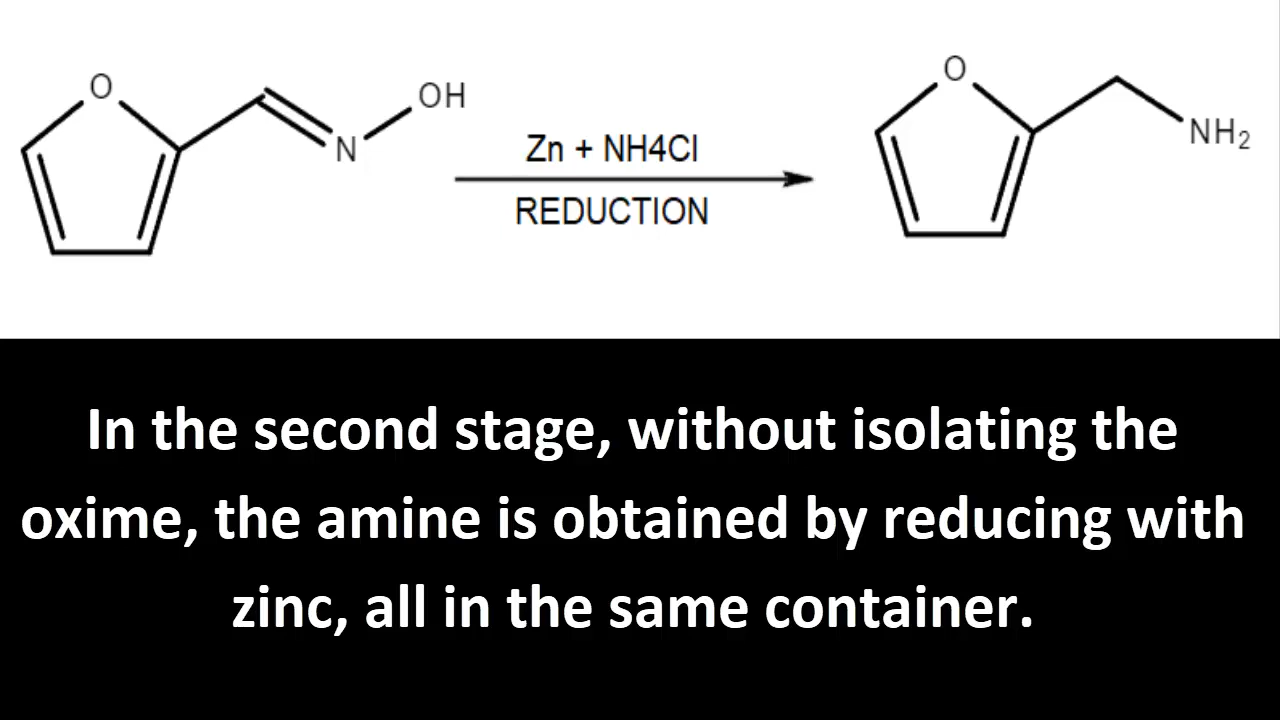 O
OH
N
Zn + NH4Cl
REDUCTION
O
NH2
In the second stage, without isolating the
oxime, the amine is obtained by reducing with
zinc, all in the same container.